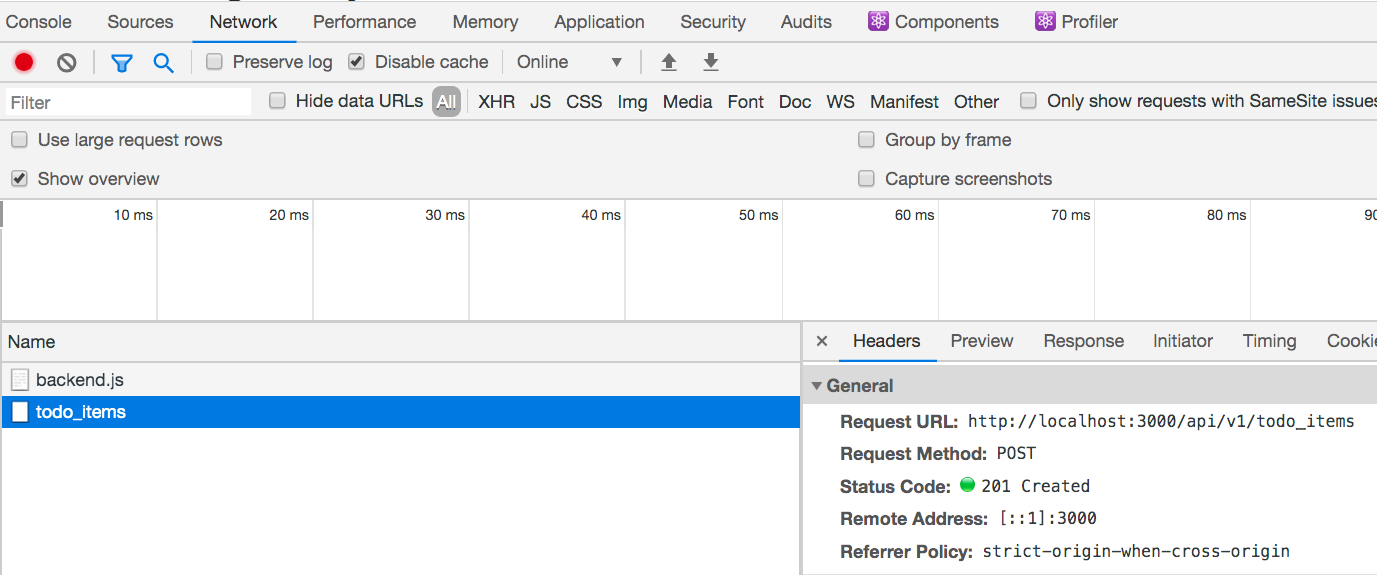 Console Sources Network Performance Memory Application Security Audits Components Profiler
Preserve log Disable cache Online
Filter Hide data URLs All XHR JS CSS Img Media Font Doc WS Manifest Other Only show requests with SameSite issues
Use large request rows Group by frame
Show overview Capture screenshots
10 ms 20 ms 30 ms 40 ms 50 ms 60 ms 70 ms 80 ms 90
Name
backend.js
todo_items
× Headers Preview Response Initiator Timing Cookie
General
Request URL: http://localhost:3000/api/v1/todo_items
Request Method: POST
Status Code: 201 Created
Remote Address: [::1]:3000
Referrer Policy: strict-origin-when-cross-origin